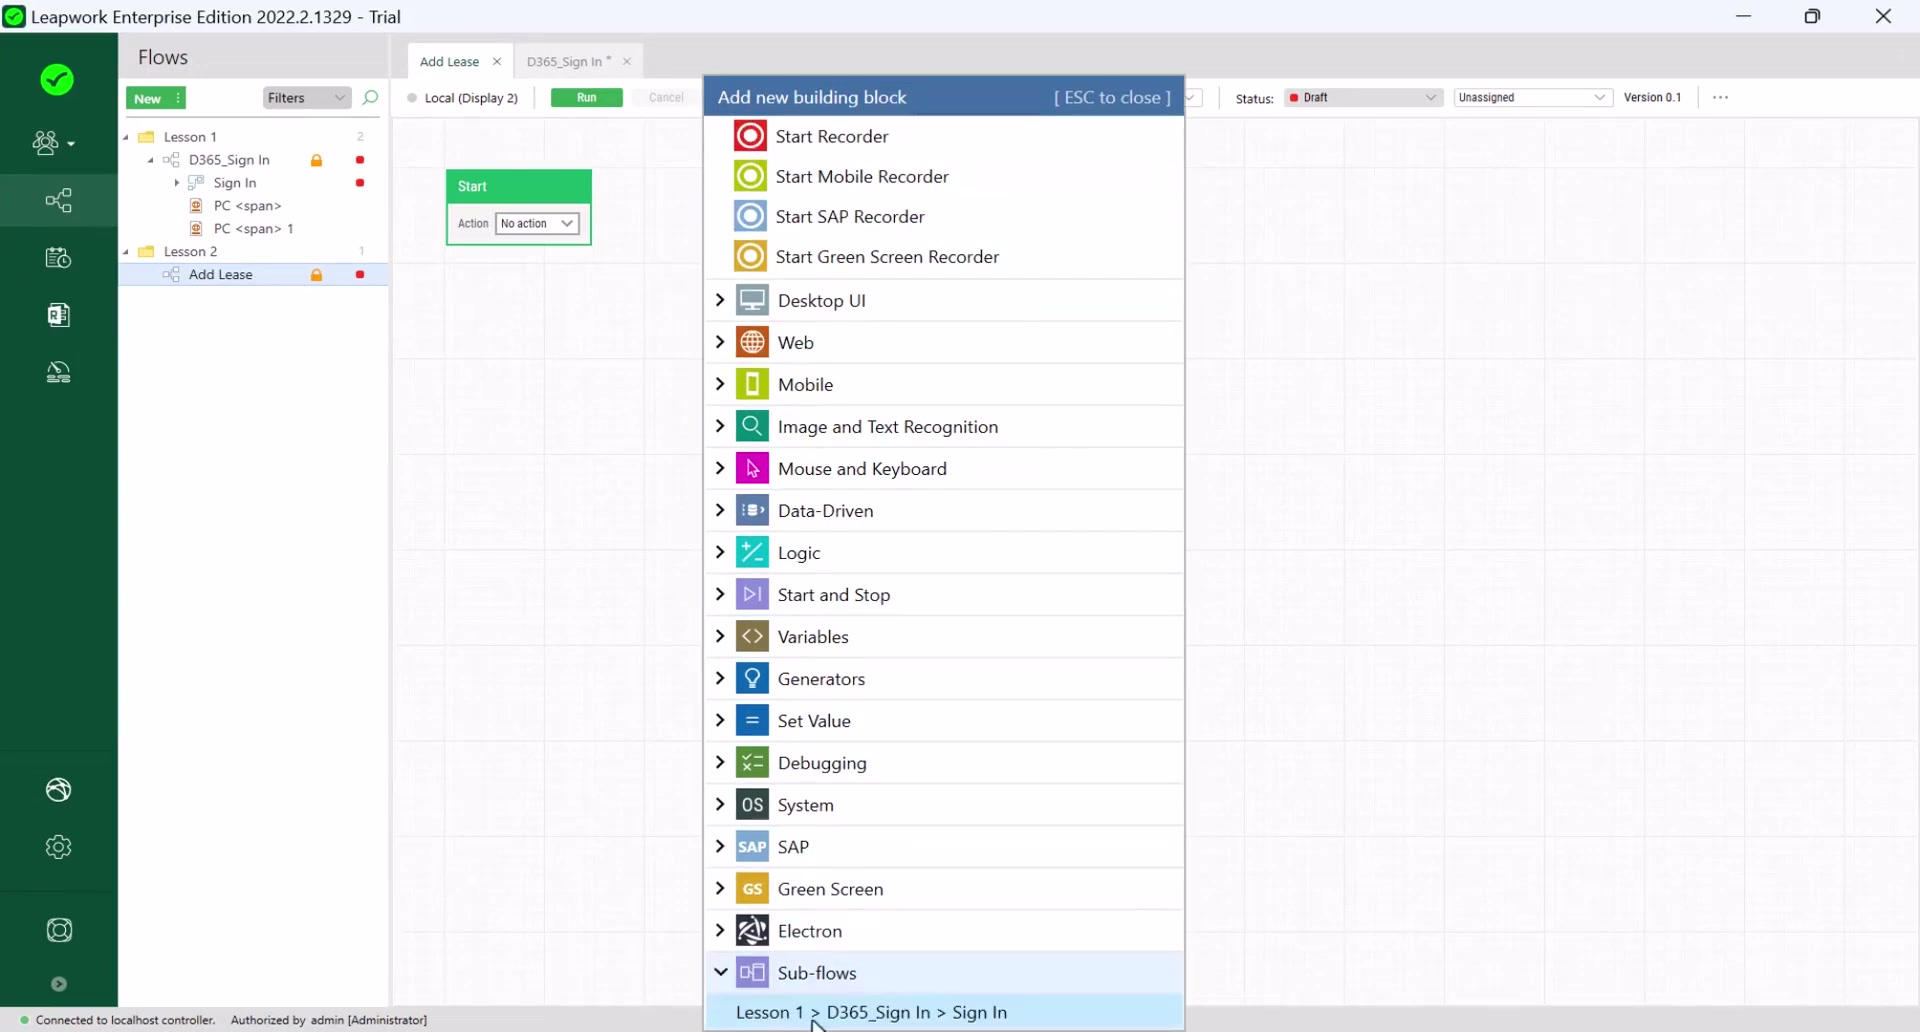 Leapwork Enterprise Edition 2022.2.1329 - Trial
Flows
Add Lease
D365_Sign In *
New
Filters
Local (Display 2)
Run
Cancel
Add new building block
[ ESC to close ]
Status:
Draft
Unassigned
Version 0.1
Lesson 1 2
D365_Sign In
Sign In
PC <span>
PC <span> 1
Lesson 2 1
Add Lease
Start
Action No action
Start Recorder
Start Mobile Recorder
Start SAP Recorder
Start Green Screen Recorder
Desktop UI
Web
Mobile
Image and Text Recognition
Mouse and Keyboard
Data-Driven
Logic
Start and Stop
Variables
Generators
Set Value
Debugging
OS System
SAP SAP
GS Green Screen
Electron
Sub-flows
Lesson 1 > D365_Sign In > Sign In
Connected to localhost controller. Authorized by admin [Administrator]